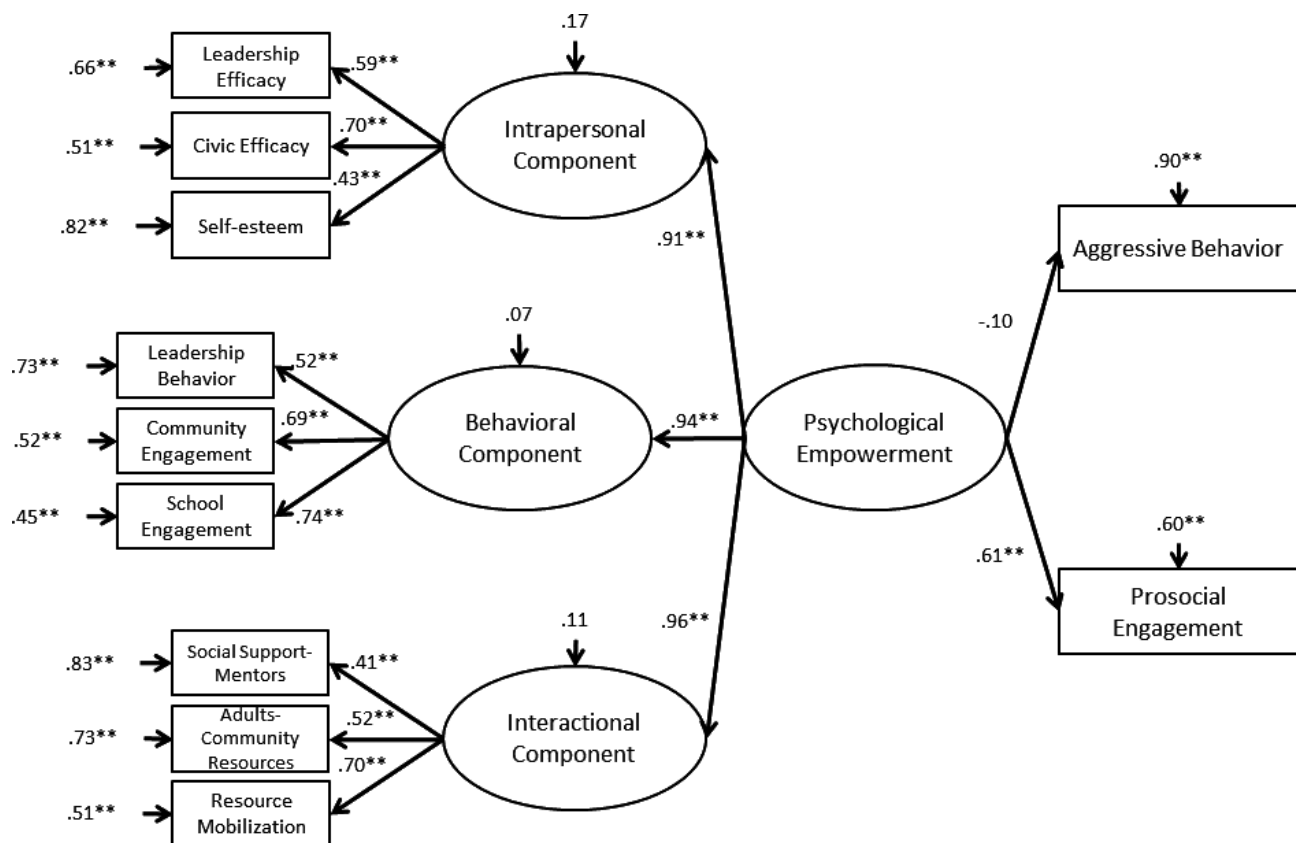 .17
.66**
Leadership
Efficacy
.59**
.51**
Civic Efficacy
.70**
Intrapersonal
Component
.43**
.82**
Self-esteem
.91**
.90**
Aggressive Behavior
-.10
.07
.73**
Leadership
Behavior
.52**
.52**
Community
Engagement
.69**
Behavioral
Component
.94**
Psychological
Empowerment
.45**
School
Engagement
.74**
.61**
.60**
Prosocial
Engagement
.96**
.11
.83**
Social Support-
Mentors
.41**
.73**
Adults-
Community
Resources
.52**
Interactional
Component
.70**
.51**
Resource
Mobilization